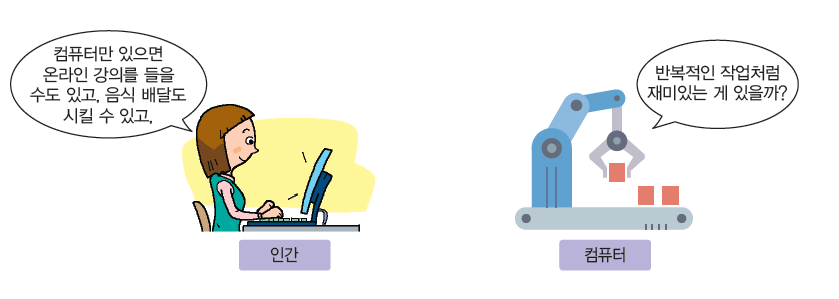 컴퓨터만 있으면
온라인 강의를 들을
수도 있고, 음식 배달도
시킬 수 있고,
반복적인 작업처럼
재미있는 게 있을까?
인간
컴퓨터